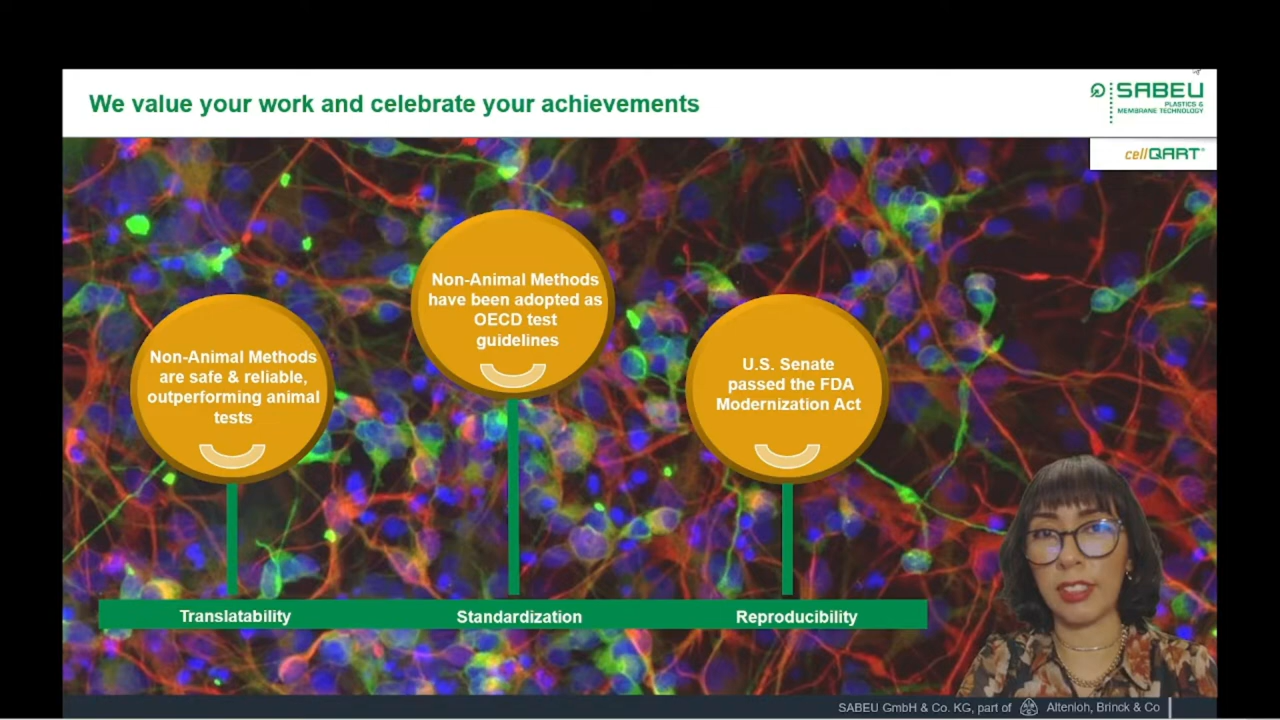 We value your work and celebrate your achievements
SABEU
PLASTICS &
MEMBRANE TECHNOLOGY
cellQART®
Non-Animal Methods
are safe & reliable,
outperforming animal
tests
Non-Animal Methods
have been adopted as
OECD test
guidelines
U.S. Senate
passed the FDA
Modernization Act
Translatability
Standardization
Reproducibility
SABEU GmbH & Co. KG, part of
Altenloh, Brinck & Co